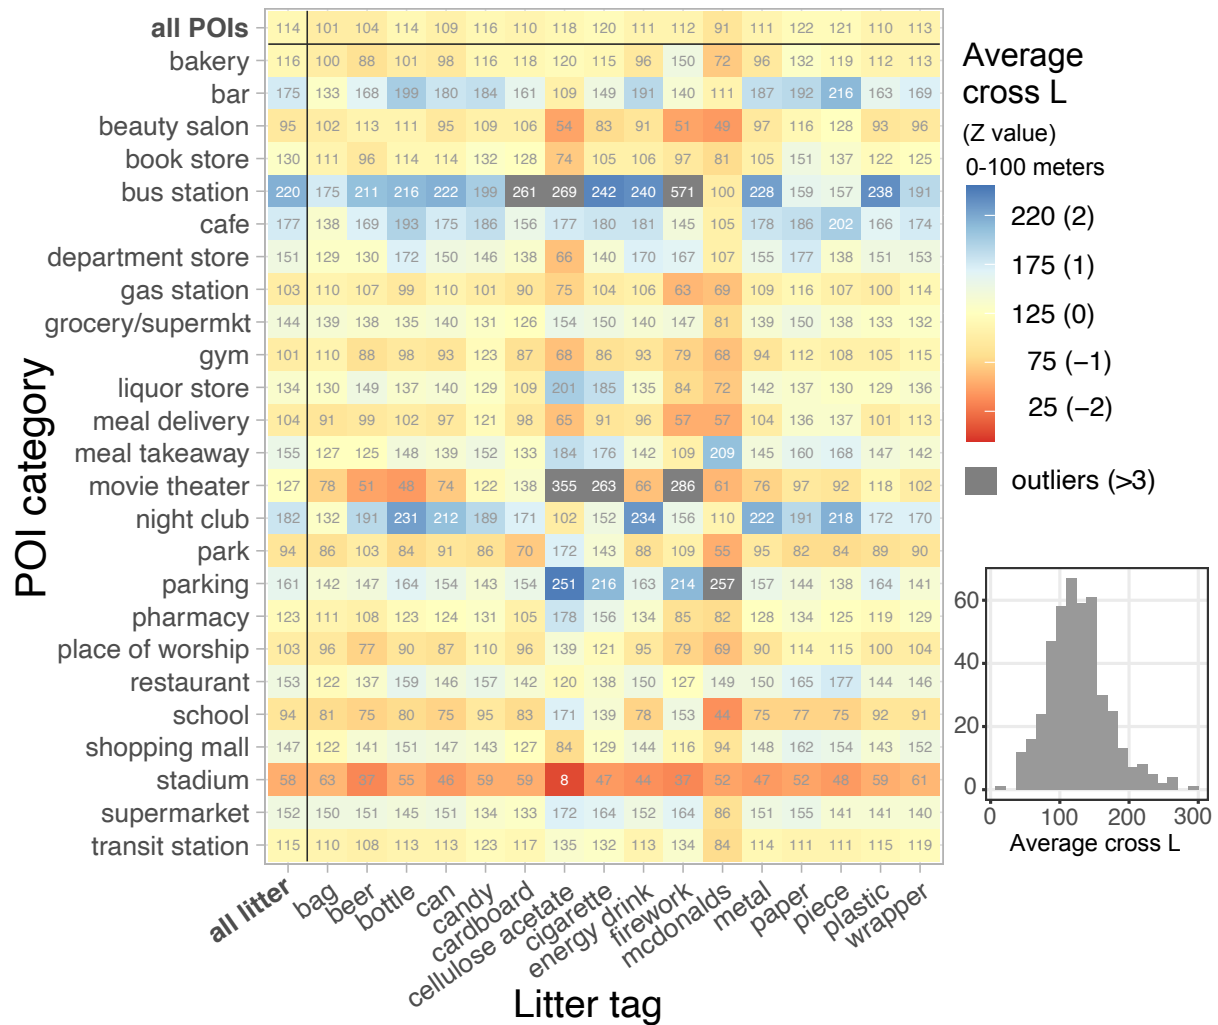 all POIs 114 101 104 114 109 116 110 118 120 111 112 91 111 122 121 110 113
bakery 116 100 88 101 98 116 118 120 115 96 150 72 96 132 119 112 113
bar 175 133 168 199 180 184 161 109 149 191 140 111 187 192 216 163 169
beauty salon 95 102 113 111 95 109 106 54 83 91 51 49 97 116 128 93 96
book store 130 111 96 114 114 132 128 74 105 106 97 81 105 151 137 122 125
bus station 220 175 211 216 222 199 261 269 242 240 571 100 228 159 157 238 191
cafe 177 138 169 193 175 186 156 177 180 181 145 105 178 186 202 166 174
department store 151 129 130 172 150 146 138 66 140 170 167 107 155 177 138 151 153
gas station 103 110 107 99 110 101 90 75 104 106 63 69 109 116 107 100 114
grocery/supermkt 144 139 138 135 140 131 126 154 150 140 147 81 139 150 138 133 132
gym 101 110 88 98 93 123 87 68 86 93 79 68 94 112 108 105 115
liquor store 134 130 149 137 140 129 109 201 185 135 84 72 142 137 130 129 136
meal delivery 104 91 99 102 97 121 98 65 91 96 57 57 104 136 137 101 113
meal takeaway 155 127 125 148 139 152 133 184 176 142 109 209 145 160 168 147 142
movie theater 127 78 51 48 74 122 138 355 263 66 286 61 76 97 92 118 102
night club 182 132 191 231 212 189 171 102 152 234 156 110 222 191 218 172 170
park 94 86 103 84 91 86 70 172 143 88 109 55 95 82 84 89 90
parking 161 142 147 164 154 143 154 251 216 163 214 257 157 144 138 164 141
pharmacy 123 111 108 123 124 131 105 178 156 134 85 82 128 134 125 119 129
place of worship 103 96 77 90 87 110 96 139 121 95 79 69 90 114 115 100 104
restaurant 153 122 137 159 146 157 142 120 138 150 127 149 150 165 177 144 146
school 94 81 75 80 75 95 83 171 139 78 153 44 75 77 75 92 91
shopping mall 147 122 141 151 147 143 127 84 129 144 116 94 148 162 154 143 152
stadium 58 63 37 55 46 59 59 8 47 44 37 52 47 52 48 59 61
supermarket 152 150 151 145 151 134 133 172 164 152 164 86 151 155 141 141 140
transit station 115 110 108 113 113 123 117 135 132 113 134 84 114 111 111 115 119
all litter bag beer bottle can candy cardboard cellulose acetate cigarette energy drink firework mcdonalds metal paper piece plastic wrapper
Litter tag
POI category
Average
cross L
(Z value)
0-100 meters
220 (2)
175 (1)
125 (0)
75 (−1)
25 (−2)
outliers (>3)
60
40
20
0
0 100 200 300
Average cross L